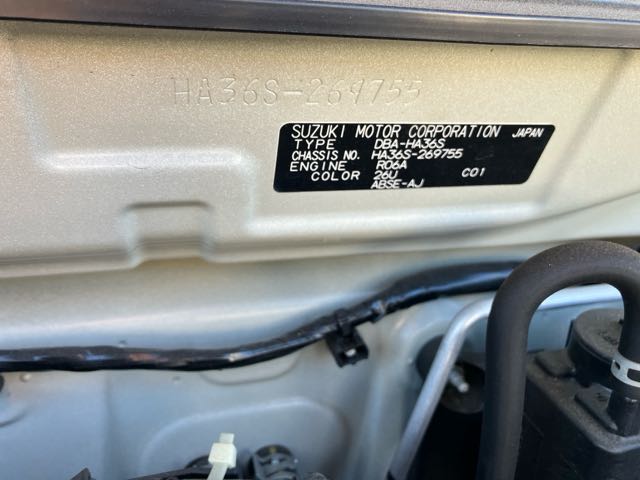 HA36S-269755
SUZUKI MOTOR CORPORATION JAPAN
TYPE DBA-HA36S
CHASSIS NO. HA36S-269755
ENGINE R06A
COLOR 26U C01
ABSE-AJ